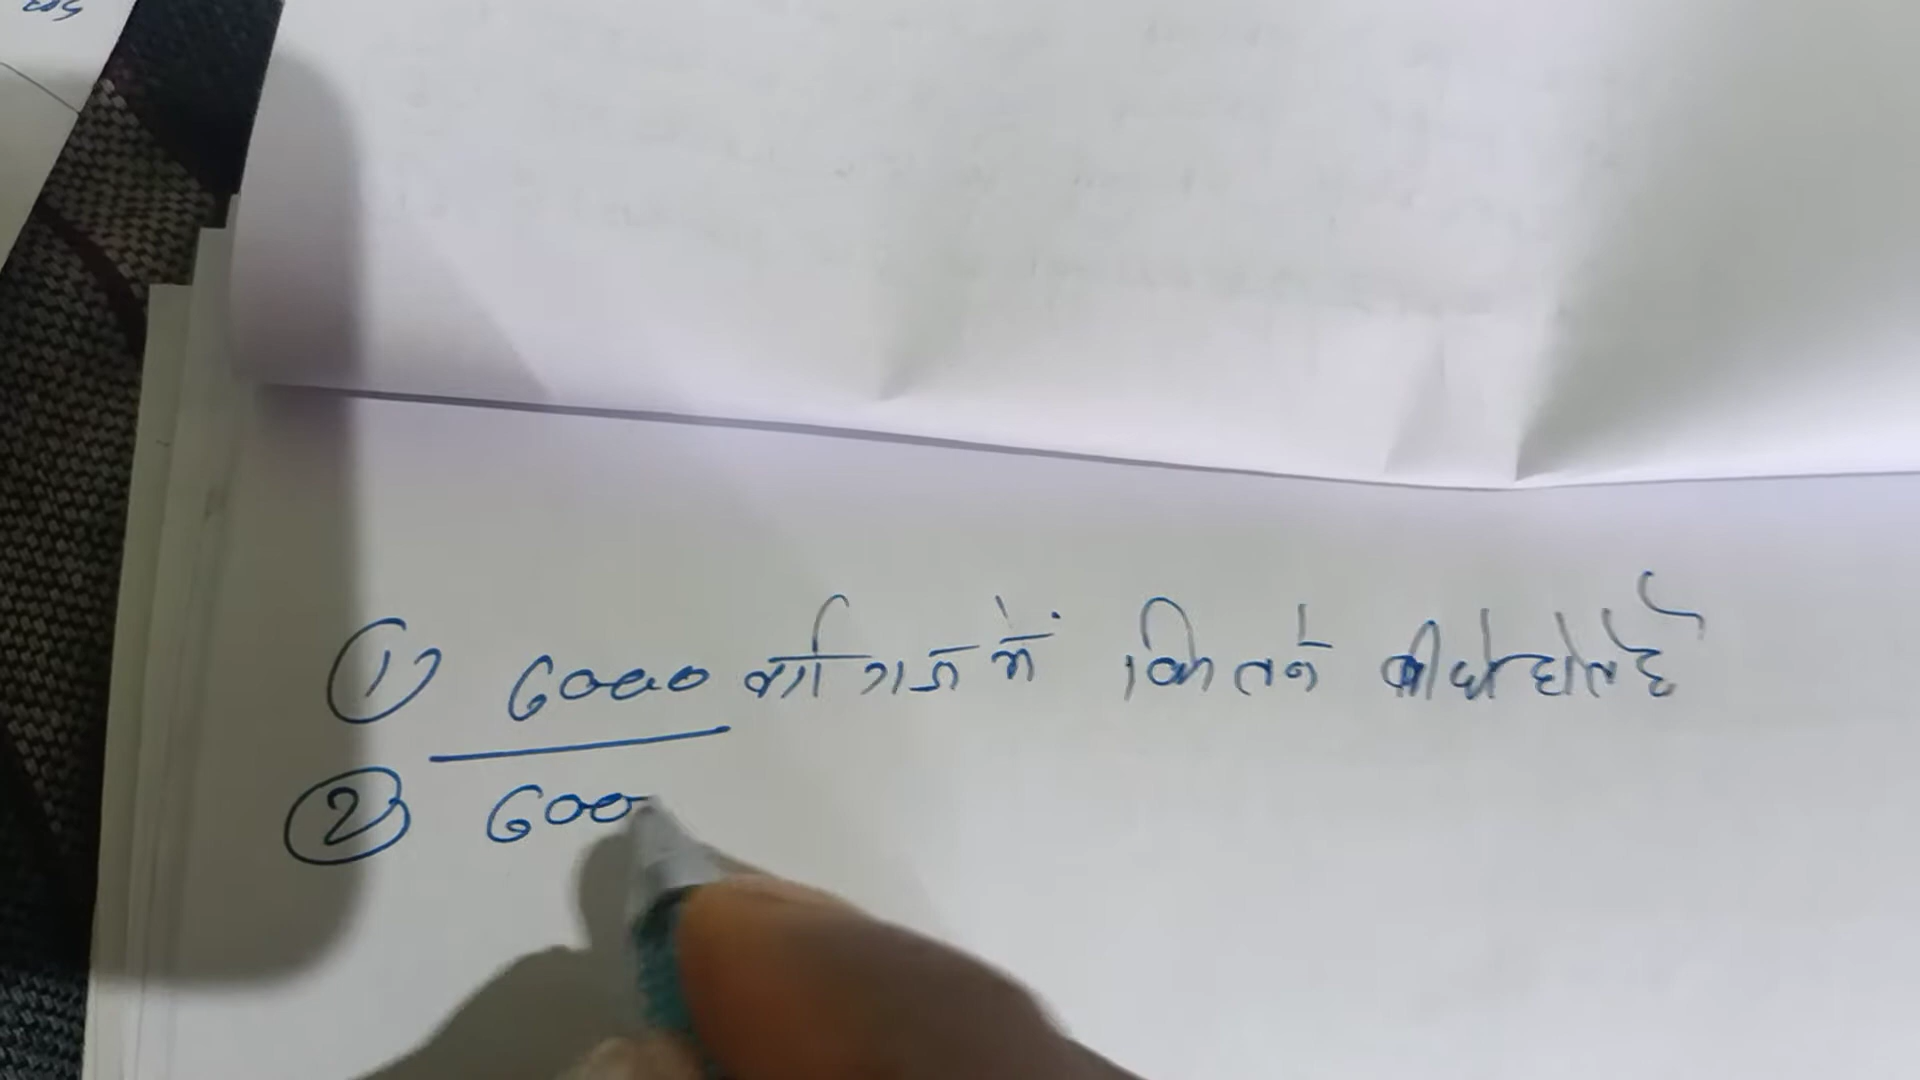 ① 6000 वर्ग गज में कितने बीघे होते है
② 600